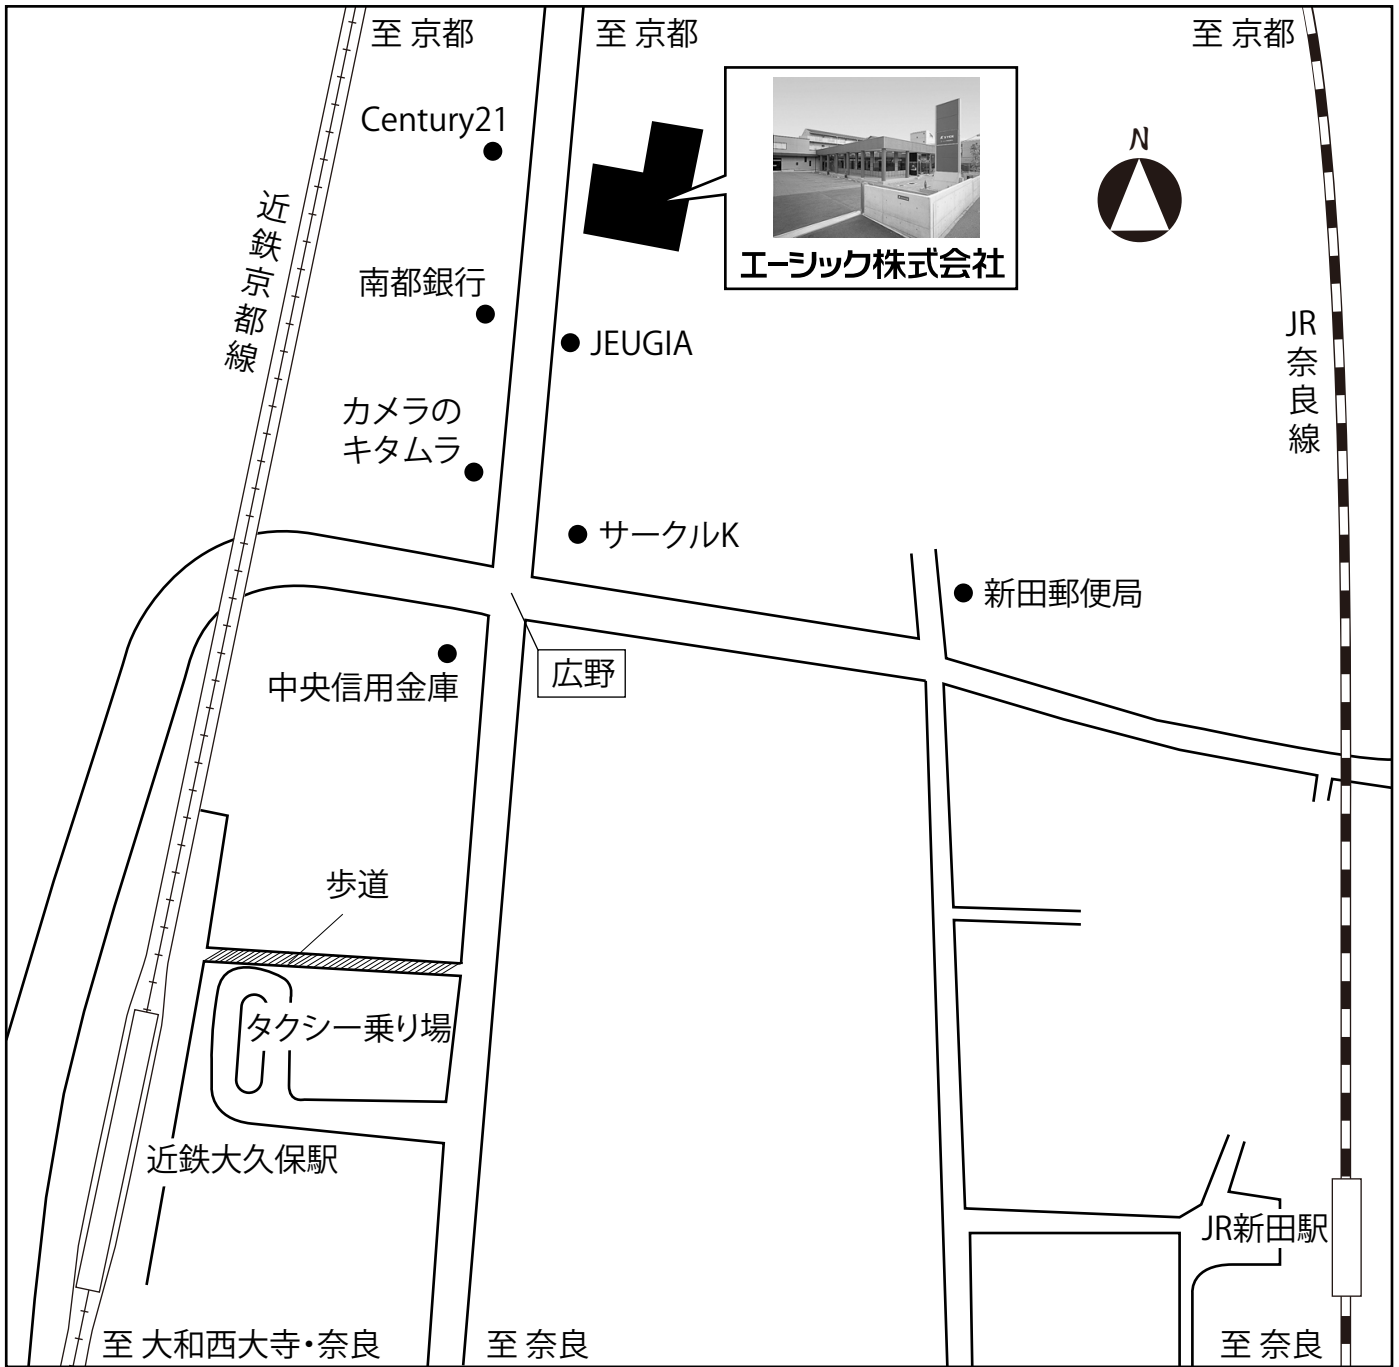 至 京都
至 京都
至 京都
Century21
N
近鉄京都線
エーシック株式会社
南都銀行
JEUGIA
JR奈良線
カメラの
キタムラ
サークルK
新田郵便局
広野
中央信用金庫
歩道
タクシー乗り場
近鉄大久保駅
JR新田駅
至 大和西大寺・奈良
至 奈良
至 奈良